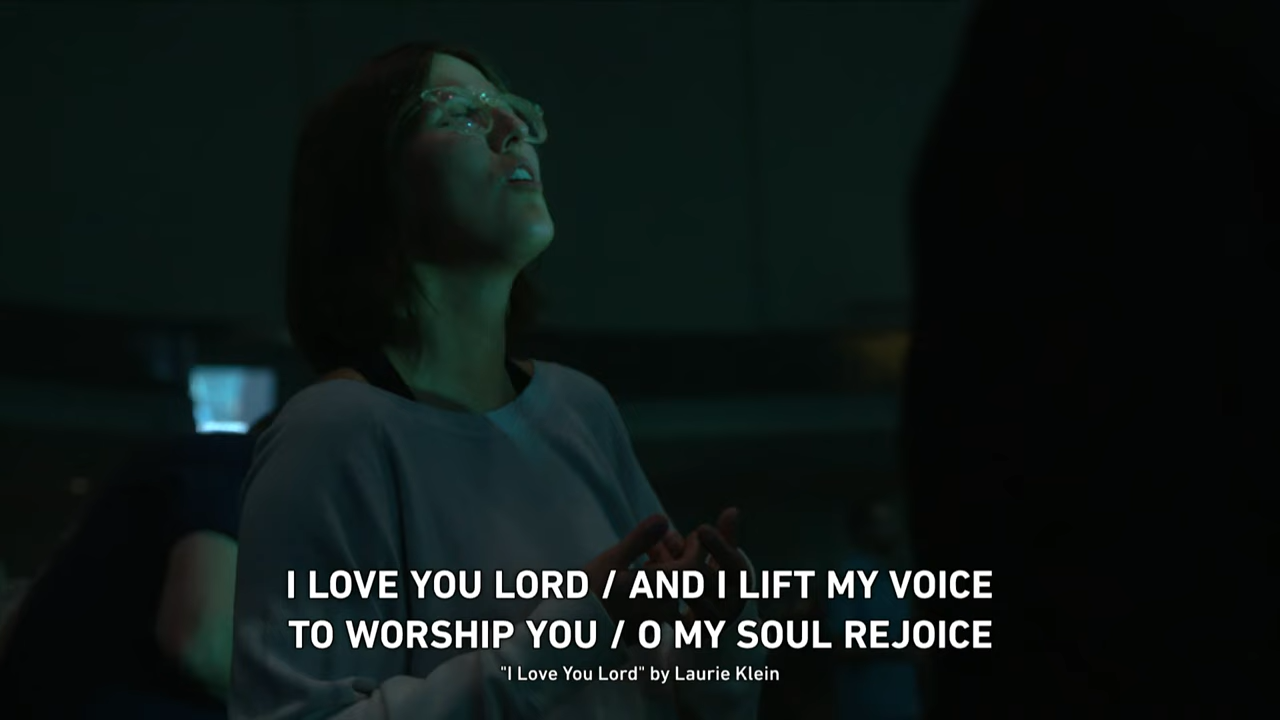 I LOVE YOU LORD / AND I LIFT MY VOICE
TO WORSHIP YOU / O MY SOUL REJOICE
"I Love You Lord" by Laurie Klein